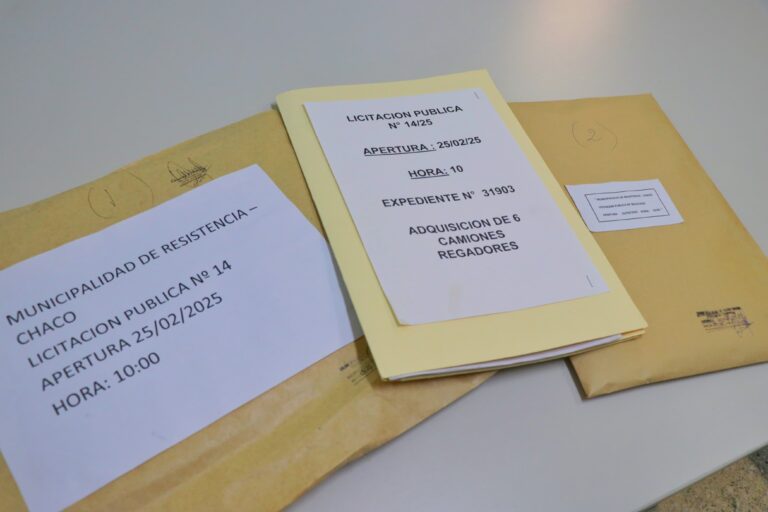 (1)
MUNICIPALIDAD DE RESISTENCIA –
CHACO
LICITACION PUBLICA Nº 14
APERTURA 25/02/2025
HORA: 10:00
LICITACION PUBLICA
N° 14/25
APERTURA : 25/02/25
HORA: 10
EXPEDIENTE N° 31903
ADQUISICION DE 6
CAMIONES
REGADORES
(2)